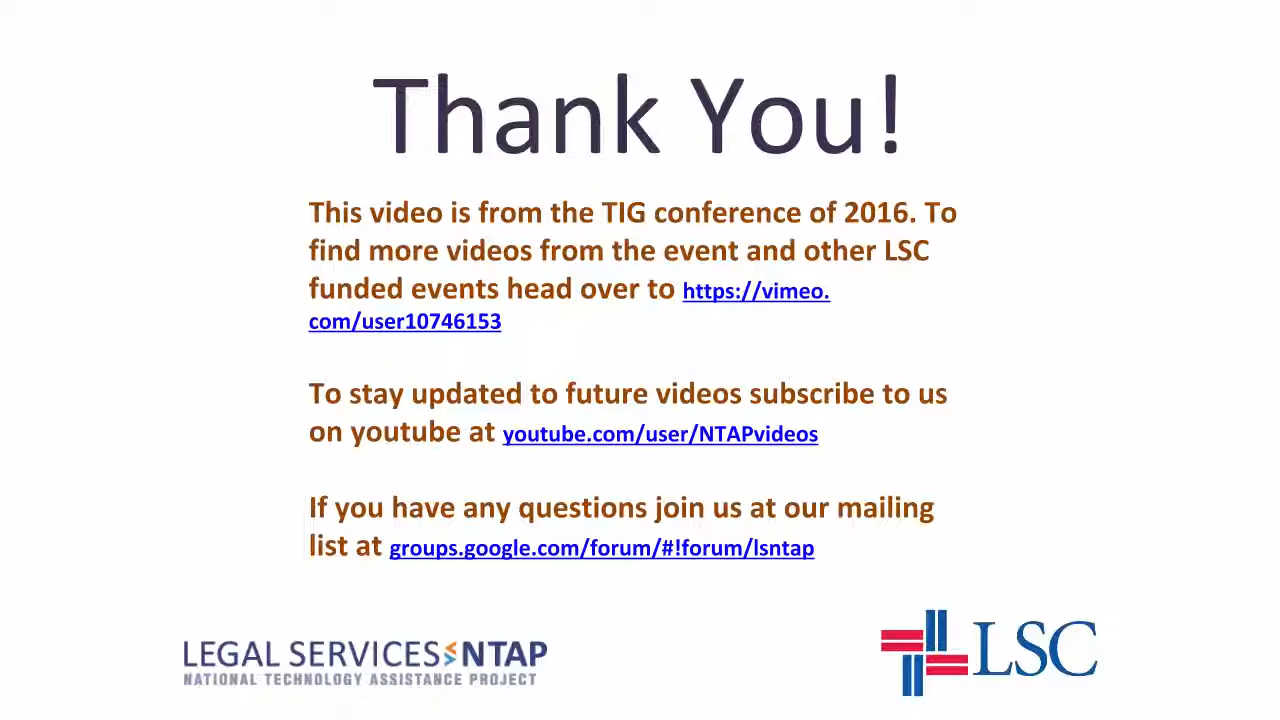 Thank You!
This video is from the TIG conference of 2016. To
find more videos from the event and other LSC
funded events head over to https://vimeo.
com/user10746153
To stay updated to future videos subscribe to us
on youtube at youtube.com/user/NTAPvideos
If you have any questions join us at our mailing
list at groups.google.com/forum/#!forum/lsntap
LEGAL SERVICES NTAP
NATIONAL TECHNOLOGY ASSISTANCE PROJECT
LSC